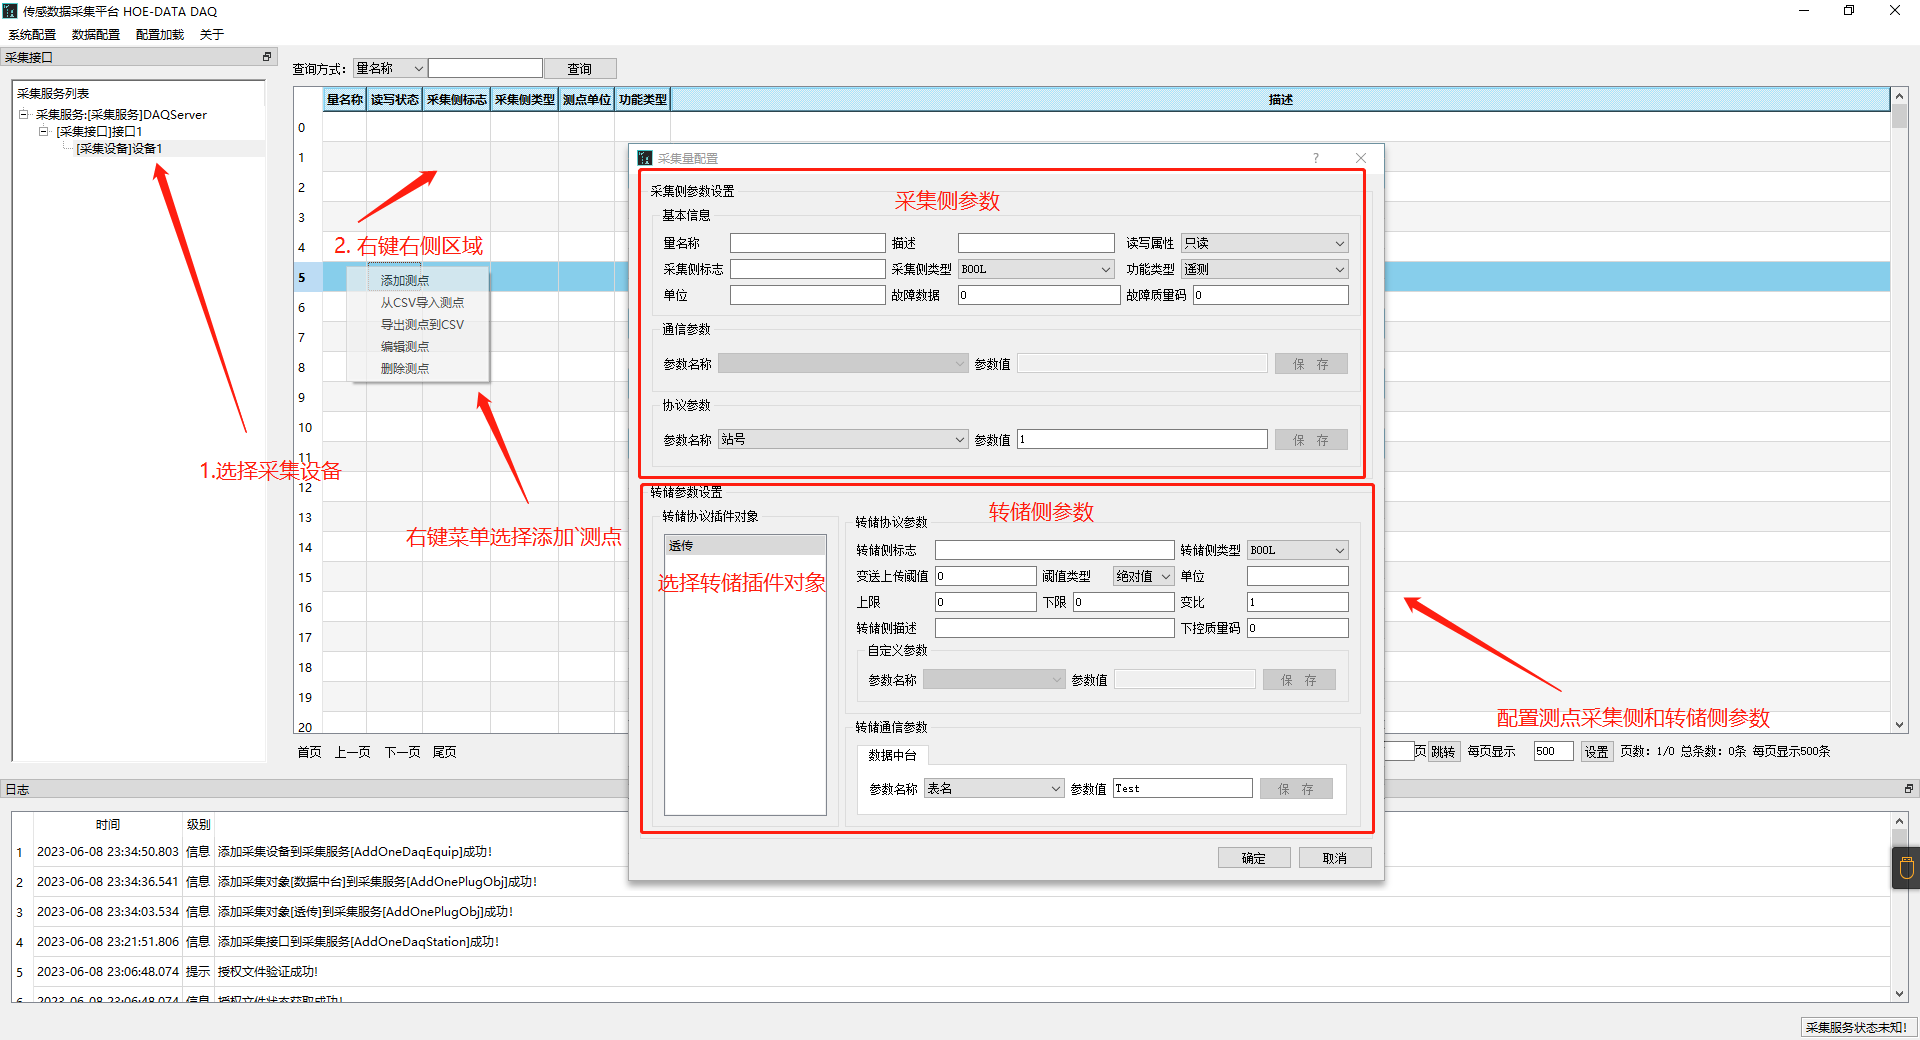 传感数据采集平台 HOE-DATA DAQ
系统配置 数据配置 配置加载 关于
采集接口
采集服务列表
采集服务:[采集服务]DAQServer
[采集接口]接口1
[采集设备]设备1
1.选择采集设备
查询方式: 量名称 查询
量名称 读写状态 采集侧标志 采集侧类型 测点单位 功能类型 描述
0
1
2
3
4
5
6
7
8
9
10
11
12
13
14
15
16
17
18
19
20
2. 右键右侧区域
添加测点
从CSV导入测点
导出测点到CSV
编辑测点
删除测点
右键菜单选择添加`测点
采集量配置 ?
采集侧参数设置
采集侧参数
基本信息
量名称 描述 读写属性 只读
采集侧标志 采集侧类型 BOOL 功能类型 遥测
单位 故障数据 0 故障质量码 0
通信参数
参数名称 参数值 保 存
协议参数
参数名称 站号 参数值 1 保 存
转储参数设置
转储侧参数
转储协议插件对象
透传
选择转储插件对象
转储协议参数
转储侧标志 转储侧类型 BOOL
变送上传阈值 0 阈值类型 绝对值 单位
上限 0 下限 0 变比 1
转储侧描述 下控质量码 0
自定义参数
参数名称 参数值 保 存
转储通信参数
数据中台
参数名称 表名 参数值 Test 保 存
确定 取消
配置测点采集侧和转储侧参数
首页 上一页 下一页 尾页 页 跳转 每页显示 500 设置 页数: 1/0 总条数: 0条 每页显示500条
日志
时间 级别
1 2023-06-08 23:34:50.803 信息 添加采集设备到采集服务[AddOneDaqEquip]成功!
2 2023-06-08 23:34:36.541 信息 添加采集对象[数据中台]到采集服务[AddOnePlugObj]成功!
3 2023-06-08 23:34:03.534 信息 添加采集对象[透传]到采集服务[AddOnePlugObj]成功!
4 2023-06-08 23:21:51.806 信息 添加采集接口到采集服务[AddOneDaqStation]成功!
5 2023-06-08 23:06:48.074 提示 授权文件验证成功!
6 2023-06-08 23:06:48.074 信息 授权文件状态获取成功!
采集服务状态未知!